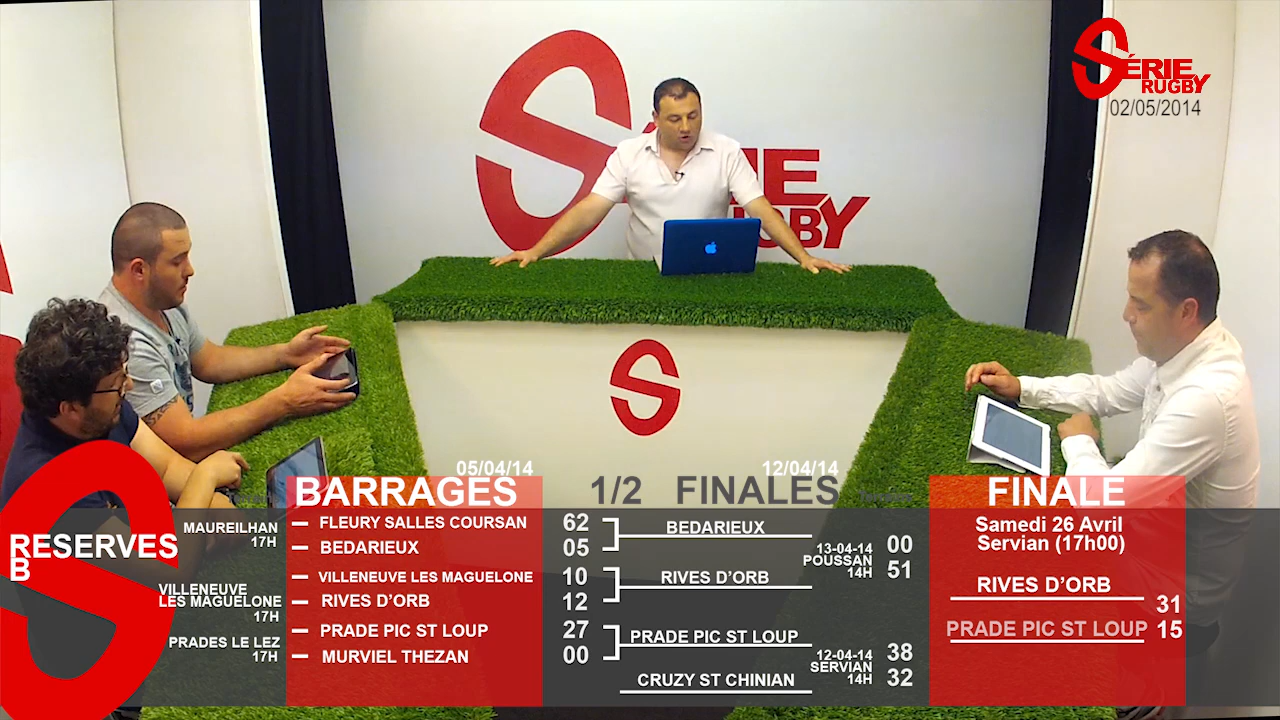 SÉRIE
RUGBY
02/05/2014
SÉRIE
RUGBY
S
05/04/14
12/04/14
BARRAGES
1/2 FINALES
FINALE
RESERVES
B
MAUREILHAN
17H
FLEURY SALLES COURSAN 62
BEDARIEUX 05
VILLENEUVE
LES MAGUELONE
17H
VILLENEUVE LES MAGUELONE 10
RIVES D'ORB 12
PRADES LE LEZ
17H
PRADE PIC ST LOUP 27
MURVIEL THEZAN 00
BEDARIEUX 00
13-04-14
POUSSAN
14H
RIVES D'ORB 51
PRADE PIC ST LOUP 38
12-04-14
SERVIAN
14H
CRUZY ST CHINIAN 32
Samedi 26 Avril
Servian (17h00)
RIVES D'ORB 31
PRADE PIC ST LOUP 15